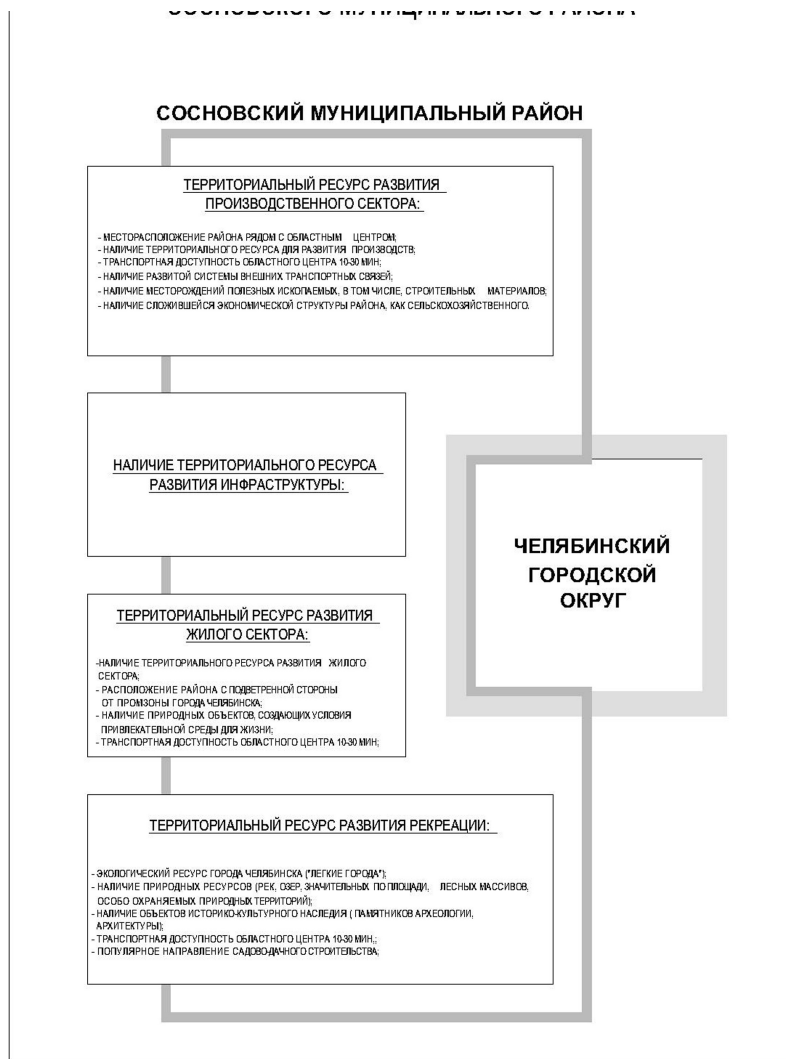 СОСНОВСКОГО МУНИЦИПАЛЬНОГО РАЙОНА
СОСНОВСКИЙ МУНИЦИПАЛЬНЫЙ РАЙОН
ТЕРРИТОРИАЛЬНЫЙ РЕСУРС РАЗВИТИЯ
ПРОИЗВОДСТВЕННОГО СЕКТОРА:
- МЕСТОРАСПОЛОЖЕНИЕ РАЙОНА РЯДОМ С ОБЛАСТНЫМ ЦЕНТРОМ;
- НАЛИЧИЕ ТЕРРИТОРИАЛЬНОГО РЕСУРСА ДЛЯ РАЗВИТИЯ ПРОИЗВОДСТВ;
- ТРАНСПОРТНАЯ ДОСТУПНОСТЬ ОБЛАСТНОГО ЦЕНТРА 10-30 МИН;
- НАЛИЧИЕ РАЗВИТОЙ СИСТЕМЫ ВНЕШНИХ ТРАНСПОРТНЫХ СВЯЗЕЙ;
- НАЛИЧИЕ МЕСТОРОЖДЕНИЙ ПОЛЕЗНЫХ ИСКОПАЕМЫХ, В ТОМ ЧИСЛЕ, СТРОИТЕЛЬНЫХ МАТЕРИАЛОВ;
- НАЛИЧИЕ СЛОЖИВШЕЙСЯ ЭКОНОМИЧЕСКОЙ СТРУКТУРЫ РАЙОНА, КАК СЕЛЬСКОХОЗЯЙСТВЕННОГО.
НАЛИЧИЕ ТЕРРИТОРИАЛЬНОГО РЕСУРСА
РАЗВИТИЯ ИНФРАСТРУКТУРЫ:
ЧЕЛЯБИНСКИЙ
ГОРОДСКОЙ
ОКРУГ
ТЕРРИТОРИАЛЬНЫЙ РЕСУРС РАЗВИТИЯ
ЖИЛОГО СЕКТОРА:
-НАЛИЧИЕ ТЕРРИТОРИАЛЬНОГО РЕСУРСА РАЗВИТИЯ ЖИЛОГО
СЕКТОРА;
- РАСПОЛОЖЕНИЕ РАЙОНА С ПОДВЕТРЕННОЙ СТОРОНЫ
ОТ ПРОМЗОНЫ ГОРОДА ЧЕЛЯБИНСКА;
- НАЛИЧИЕ ПРИРОДНЫХ ОБЪЕКТОВ, СОЗДАЮЩИХ УСЛОВИЯ
ПРИВЛЕКАТЕЛЬНОЙ СРЕДЫ ДЛЯ ЖИЗНИ;
- ТРАНСПОРТНАЯ ДОСТУПНОСТЬ ОБЛАСТНОГО ЦЕНТРА 10-30 МИН;
ТЕРРИТОРИАЛЬНЫЙ РЕСУРС РАЗВИТИЯ РЕКРЕАЦИИ:
- ЭКОЛОГИЧЕСКИЙ РЕСУРС ГОРОДА ЧЕЛЯБИНСКА ("ЛЕГКИЕ ГОРОДА");
- НАЛИЧИЕ ПРИРОДНЫХ РЕСУРСОВ (РЕК, ОЗЕР, ЗНАЧИТЕЛЬНЫХ ПО ПЛОЩАДИ, ЛЕСНЫХ МАССИВОВ,
ОСОБО ОХРАНЯЕМЫХ ПРИРОДНЫХ ТЕРРИТОРИЙ);
- НАЛИЧИЕ ОБЪЕКТОВ ИСТОРИКО-КУЛЬТУРНОГО НАСЛЕДИЯ ( ПАМЯТНИКОВ АРХЕОЛОГИИ,
АРХИТЕКТУРЫ);
- ТРАНСПОРТНАЯ ДОСТУПНОСТЬ ОБЛАСТНОГО ЦЕНТРА 10-30 МИН,;
- ПОПУЛЯРНОЕ НАПРАВЛЕНИЕ САДОВО-ДАЧНОГО СТРОИТЕЛЬСТВА;